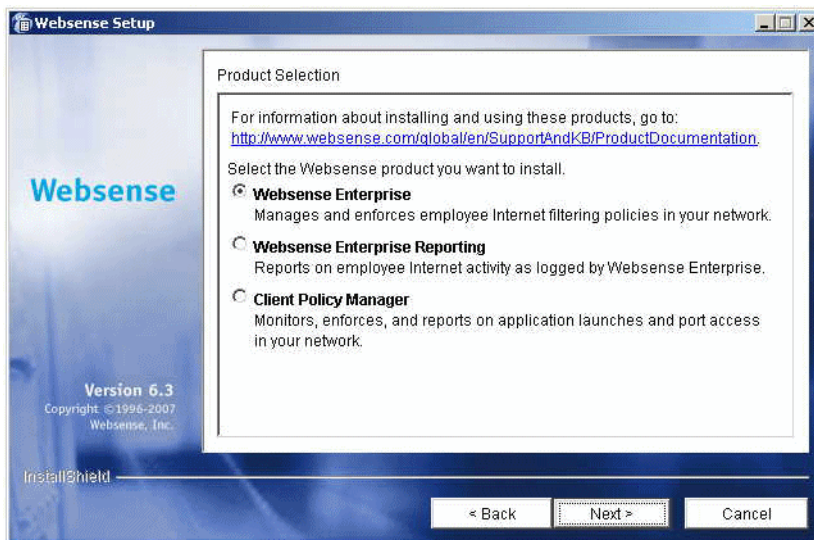 Websense Setup
Product Selection
For information about installing and using these products, go to:
http://www.websense.com/global/en/SupportAndKB/ProductDocumentation.
Select the Websense product you want to install.
Websense Enterprise
Manages and enforces employee Internet filtering policies in your network.
Websense Enterprise Reporting
Reports on employee Internet activity as logged by Websense Enterprise.
Client Policy Manager
Monitors, enforces, and reports on application launches and port access
in your network.
Websense
Version 6.3
Copyright ©1996-2007
Websense, Inc.
InstallShield
< Back
Next >
Cancel